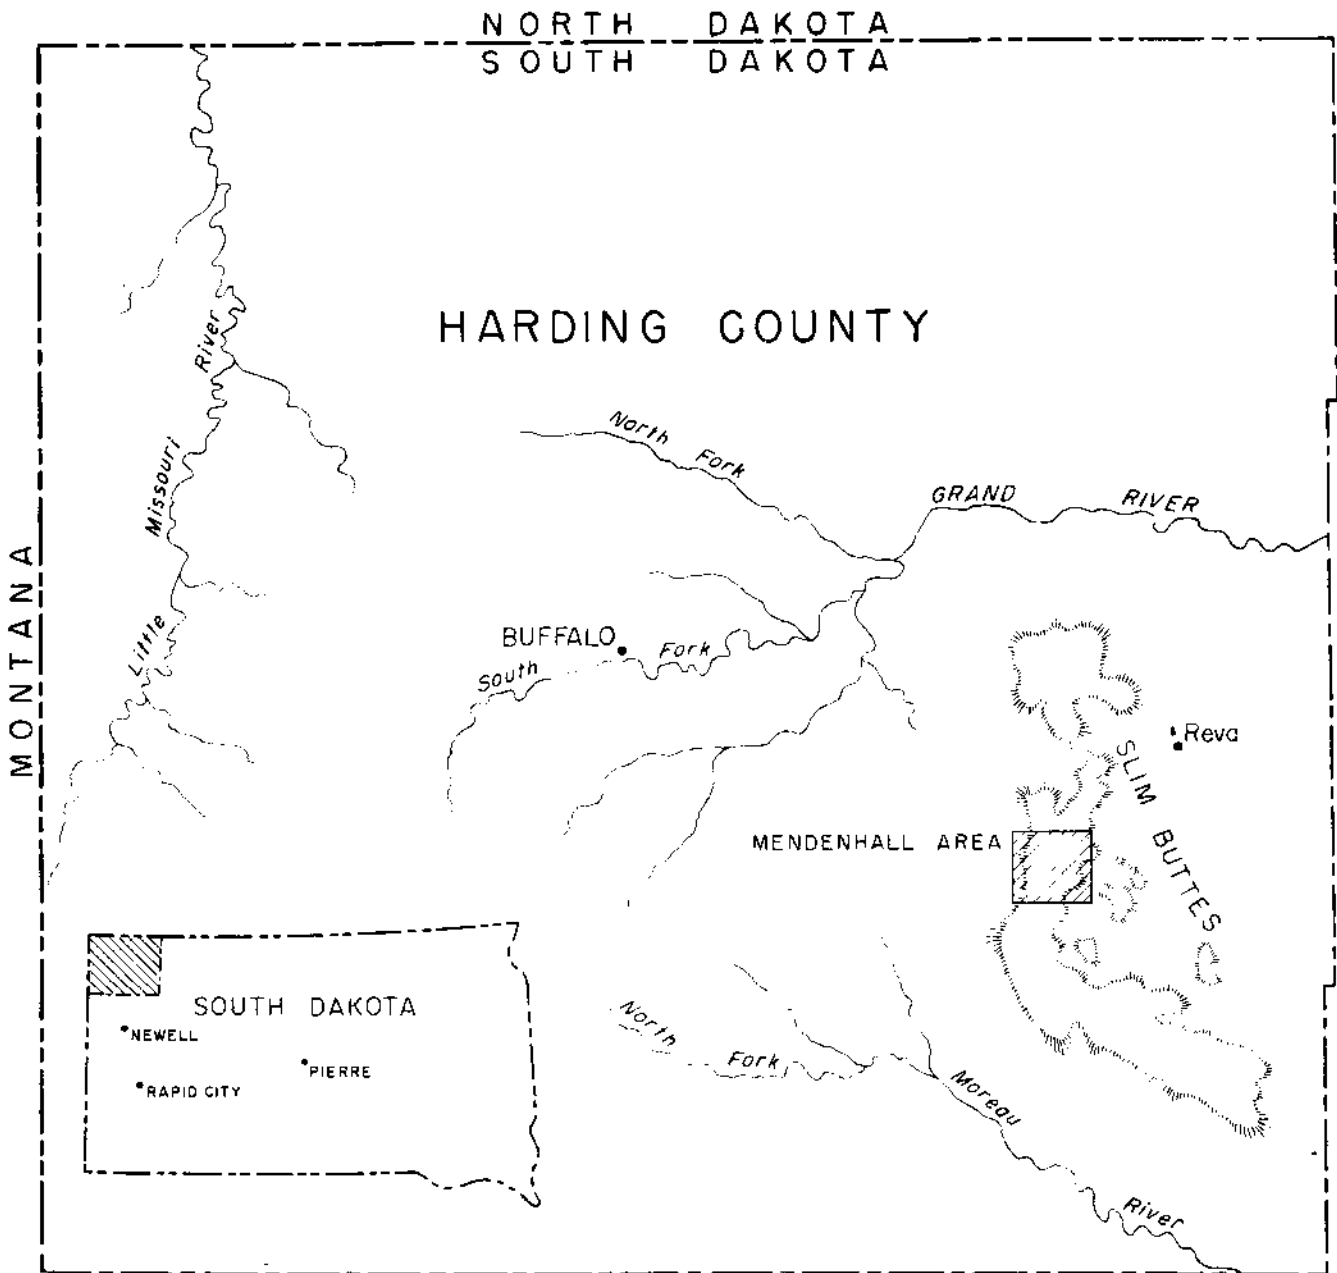 NORTH DAKOTA
SOUTH DAKOTA
HARDING COUNTY
Little Missouri River
North Fork
GRAND RIVER
MONTANA
BUFFALO
South Fork
Reva
SLIM BUTTES
MENDENHALL AREA
SOUTH DAKOTA
NEWELL
PIERRE
RAPID CITY
North Fork
Moreau River